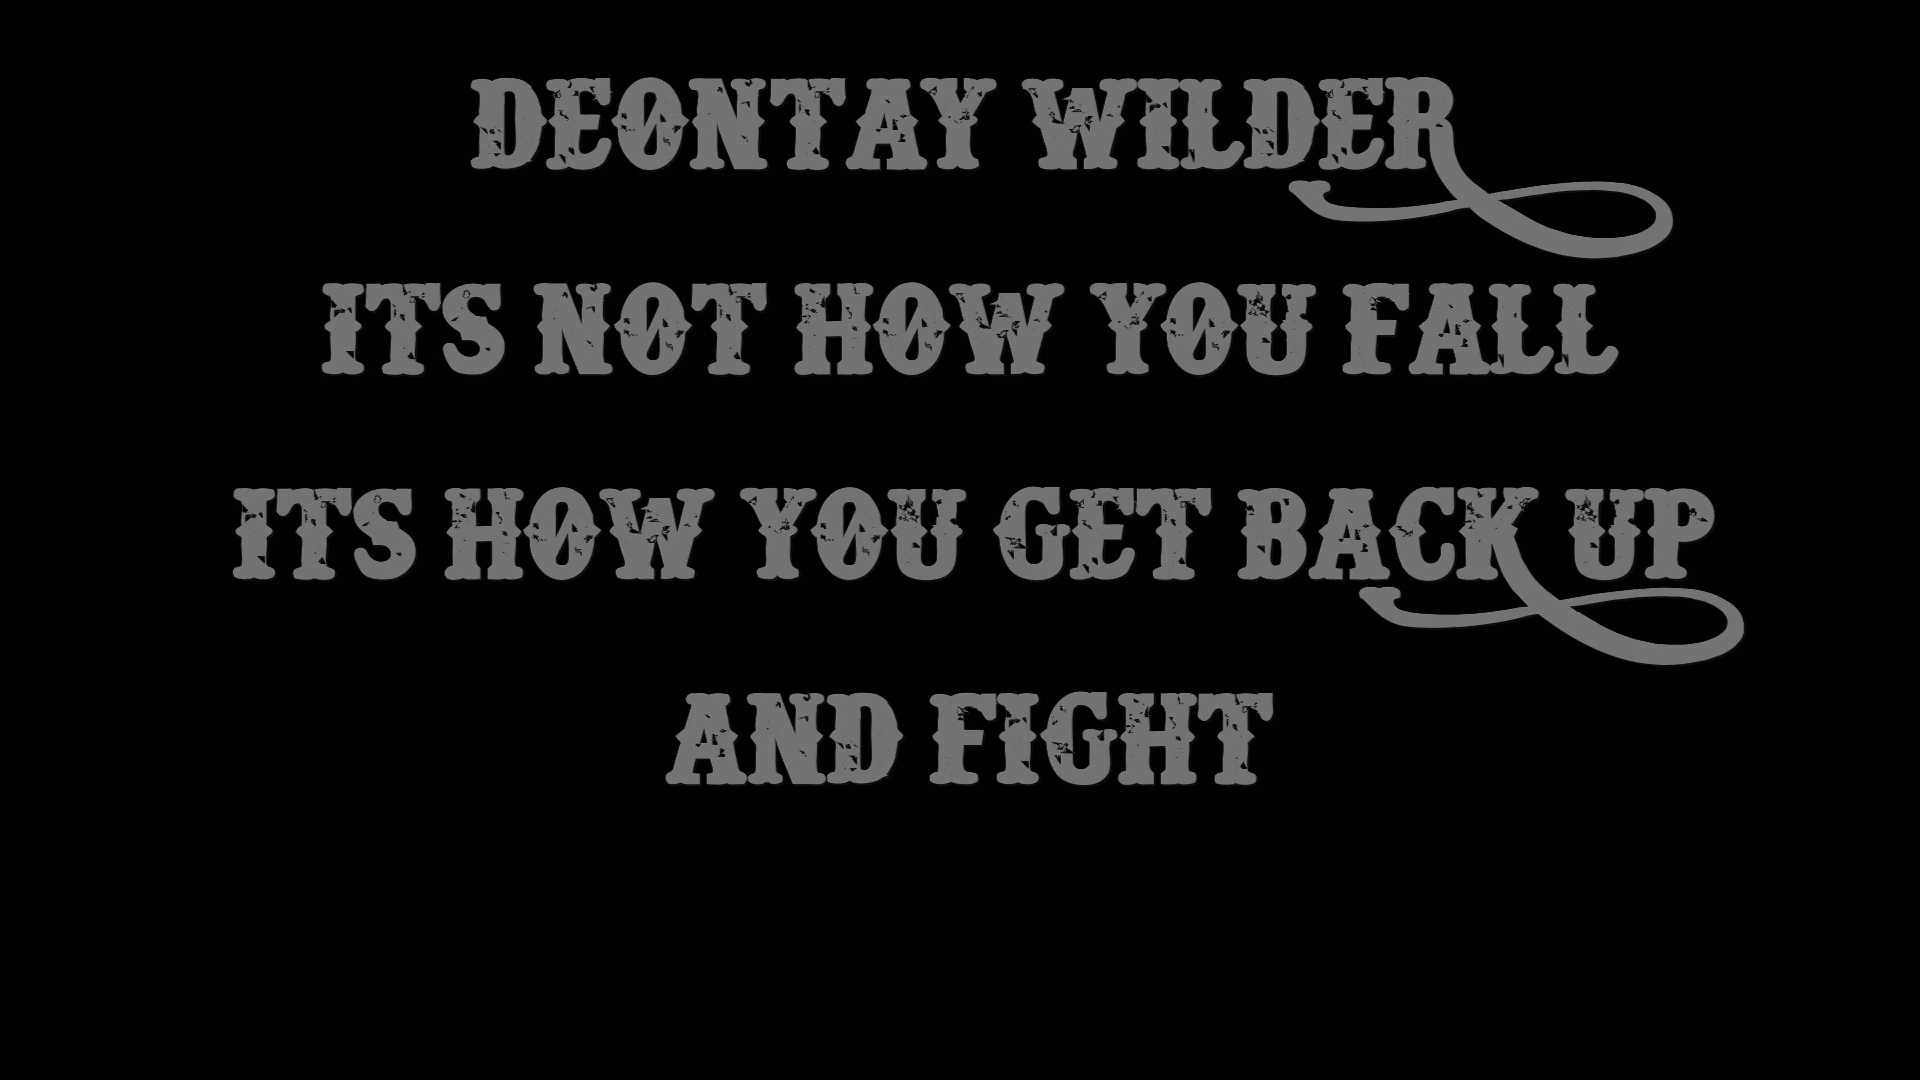 DEONTAY WILDER
ITS NOT HOW YOU FALL
ITS HOW YOU GET BACK UP
AND FIGHT